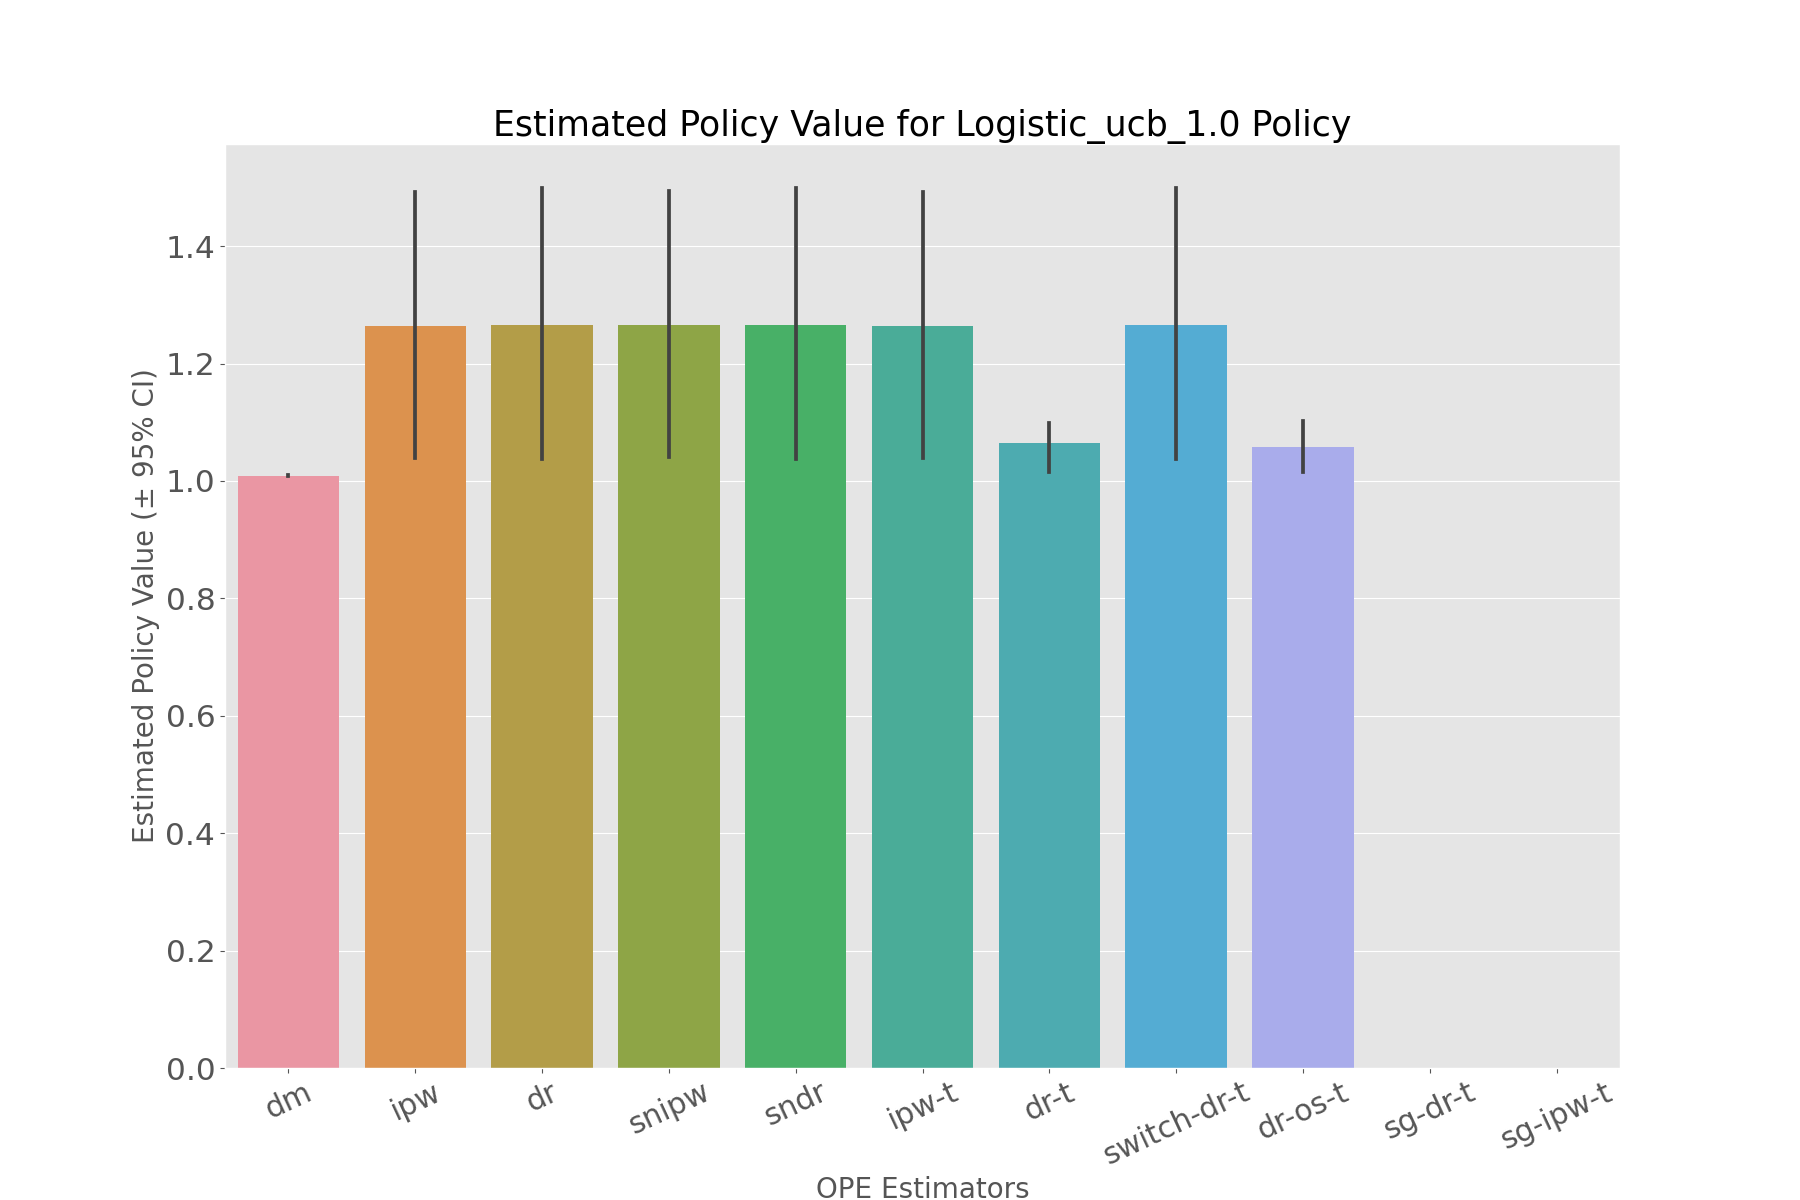 Estimated Policy Value for Logistic_ucb_1.0 Policy
Estimated Policy Value (± 95% CI)
1.4
1.2
1.0
0.8
0.6
0.4
0.2
0.0
dm
ipw
dr
snipw
sndr
ipw-t
dr-t
switch-dr-t
dr-os-t
sg-dr-t
sg-ipw-t
OPE Estimators